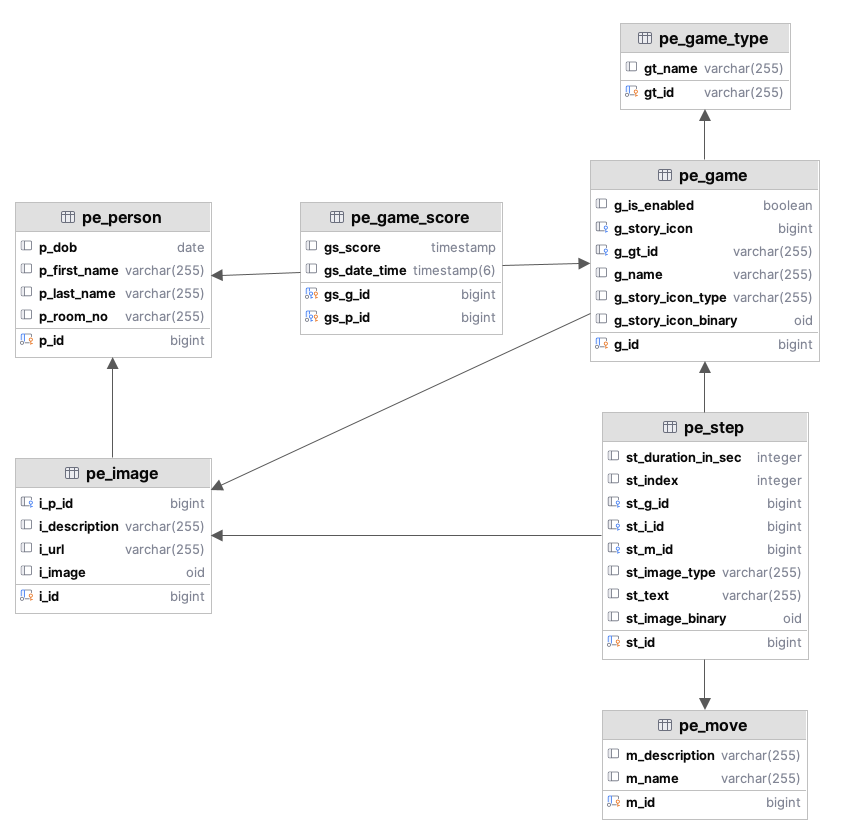 pe_game_type
gt_name varchar(255)
gt_id varchar(255)
pe_game
g_is_enabled boolean
g_story_icon bigint
g_gt_id varchar(255)
g_name varchar(255)
g_story_icon_type varchar(255)
g_story_icon_binary oid
g_id bigint
pe_person
p_dob date
p_first_name varchar(255)
p_last_name varchar(255)
p_room_no varchar(255)
p_id bigint
pe_game_score
gs_score timestamp
gs_date_time timestamp(6)
gs_g_id bigint
gs_p_id bigint
pe_image
i_p_id bigint
i_description varchar(255)
i_url varchar(255)
i_image oid
i_id bigint
pe_step
st_duration_in_sec integer
st_index integer
st_g_id bigint
st_i_id bigint
st_m_id bigint
st_image_type varchar(255)
st_text varchar(255)
st_image_binary oid
st_id bigint
pe_move
m_description varchar(255)
m_name varchar(255)
m_id bigint